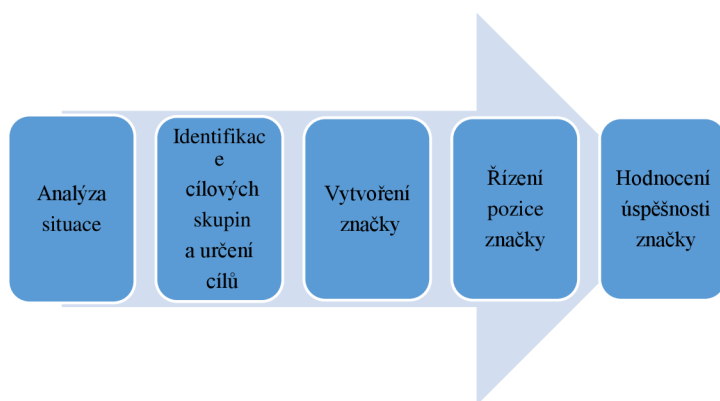 Analýza
situace
Identifikac
e
cílových
skupin
a určení
cílů
Vytvoření
značky
Řízení
pozice
značky
Hodnocení
úspěšnosti
značky